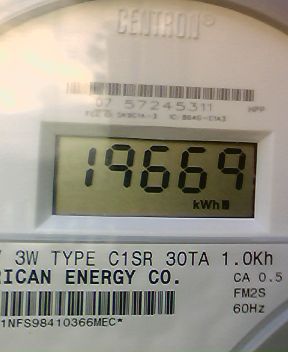 CENTRON®
07 57245311 HPP
19669
kWh
3W TYPE C1SR 30TA 1.0Kh
RICAN ENERGY CO. CA 0.5
FM2S
60Hz
1NFS98410366MEC*